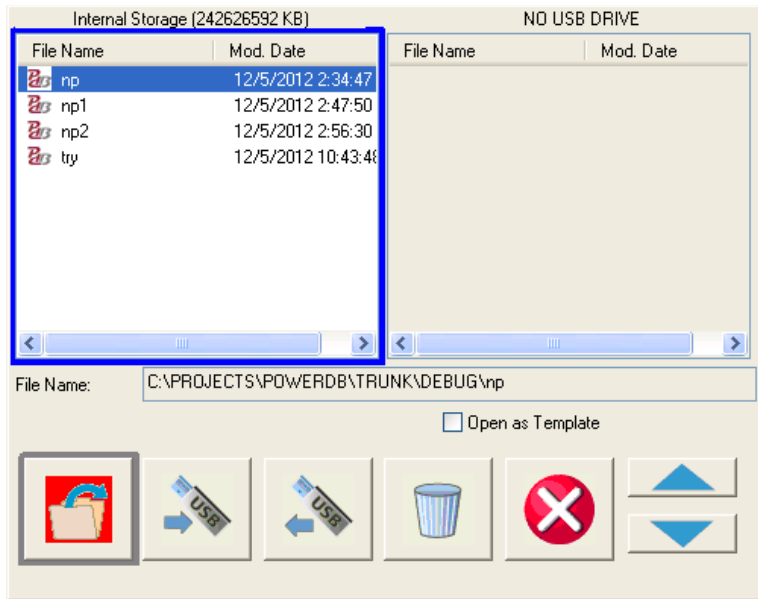 Internal Storage (242626592 KB)
NO USB DRIVE
File Name Mod. Date
File Name Mod. Date
np 12/5/2012 2:34:47
np1 12/5/2012 2:47:50
np2 12/5/2012 2:56:30
try 12/5/2012 10:43:48
File Name: C:\PROJECTS\POWERDB\TRUNK\DEBUG\np
Open as Template
USB
USB